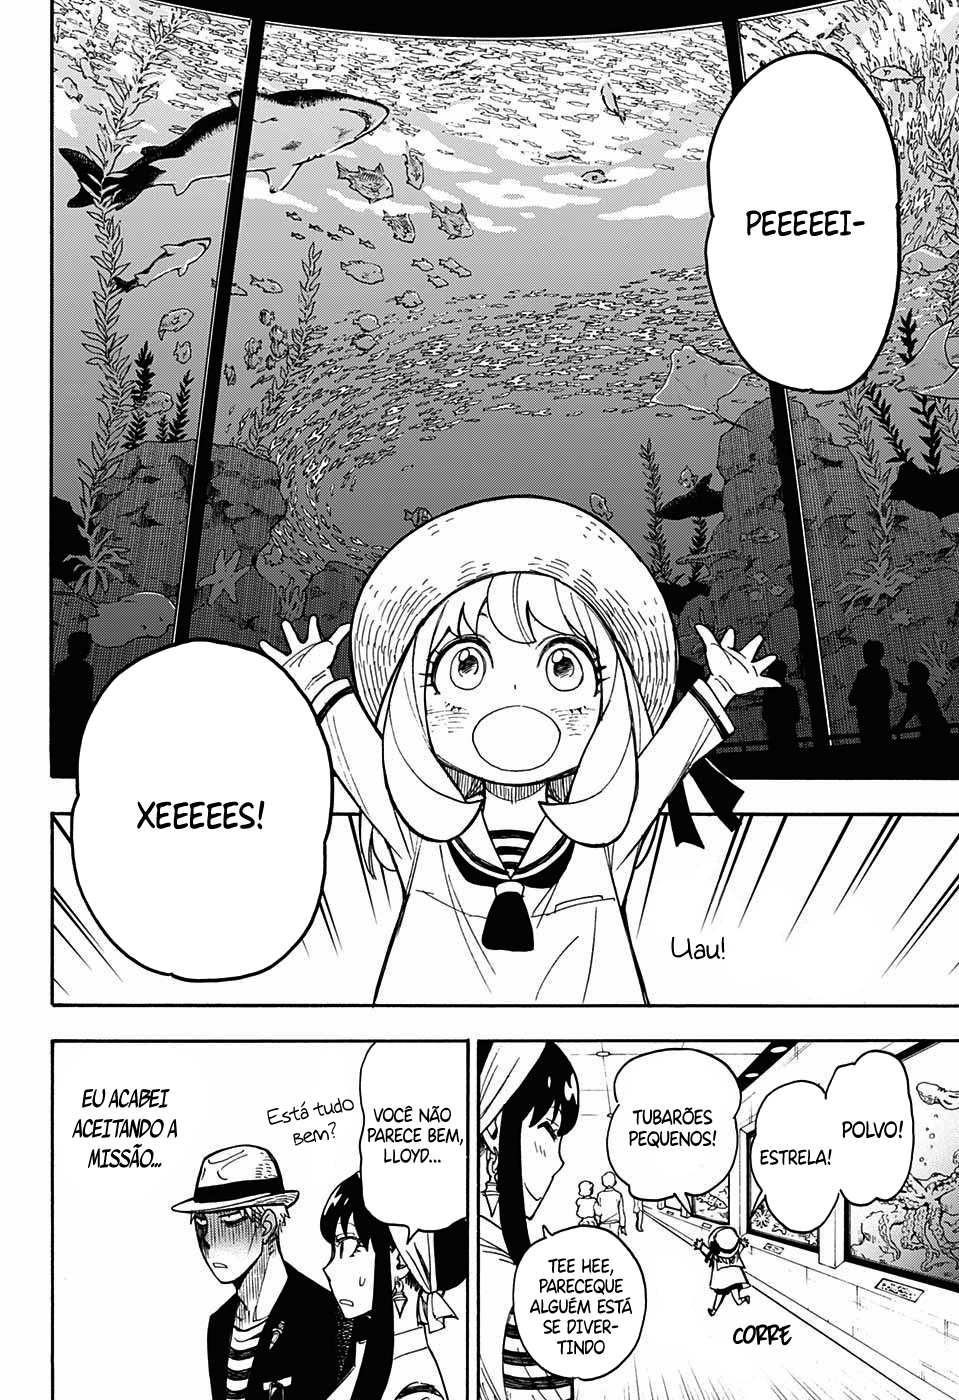 PEEEEEI-
XEEEEES!
Uau!
POLVO!
ESTRELA!
TUBARÕES
PEQUENOS!
CORRE
TEE HEE,
PARECEQUE
ALGUÉM ESTÁ
SE DIVER-
TINDO
VOCÊ NÃO
PARECE BEM,
LLOYD...
Está tudo
bem?
EU ACABEI
ACEITANDO A
MISSÃO...